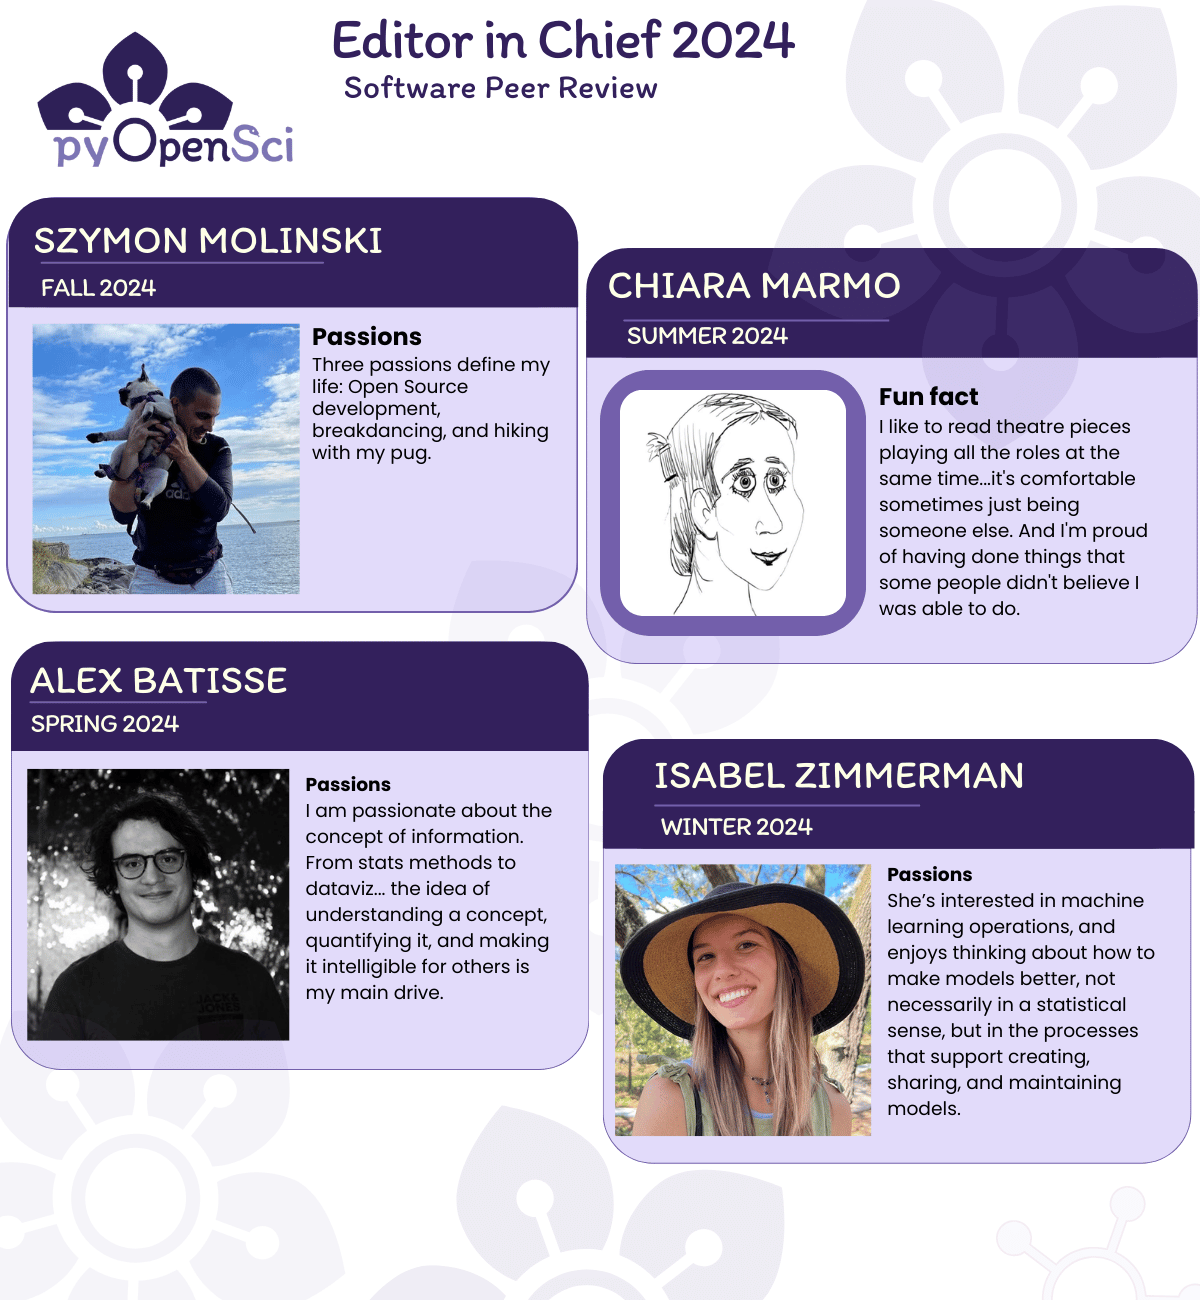 Editor in Chief 2024
Software Peer Review
pyOpenSci
SZYMON MOLINSKI
FALL 2024
Passions
Three passions define my
life: Open Source
development,
breakdancing, and hiking
with my pug.
adidas
CHIARA MARMO
SUMMER 2024
Fun fact
I like to read theatre pieces
playing all the roles at the
same time...it's comfortable
sometimes just being
someone else. And I'm proud
of having done things that
some people didn't believe I
was able to do.
ALEX BATISSE
SPRING 2024
Passions
I am passionate about the
concept of information.
From stats methods to
dataviz... the idea of
understanding a concept,
quantifying it, and making
it intelligible for others is
my main drive.
JACK &
JONES
ISABEL ZIMMERMAN
WINTER 2024
Passions
She’s interested in machine
learning operations, and
enjoys thinking about how to
make models better, not
necessarily in a statistical
sense, but in the processes
that support creating,
sharing, and maintaining
models.